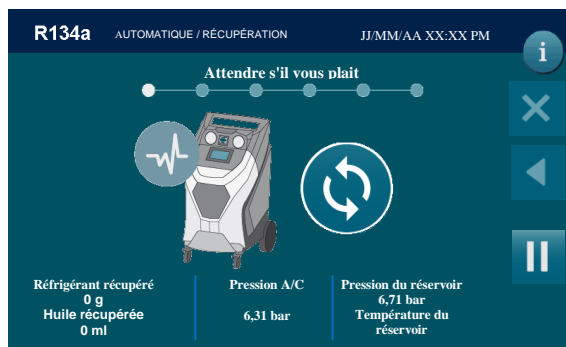 R134a AUTOMATIQUE / RÉCUPÉRATION JJ/MM/AA XX:XX PM
i
Attendre s'il vous plait
Réfrigérant récupéré
0 g
Huile récupérée
0 ml
Pression A/C
6,31 bar
Pression du réservoir
6,71 bar
Température du
réservoir